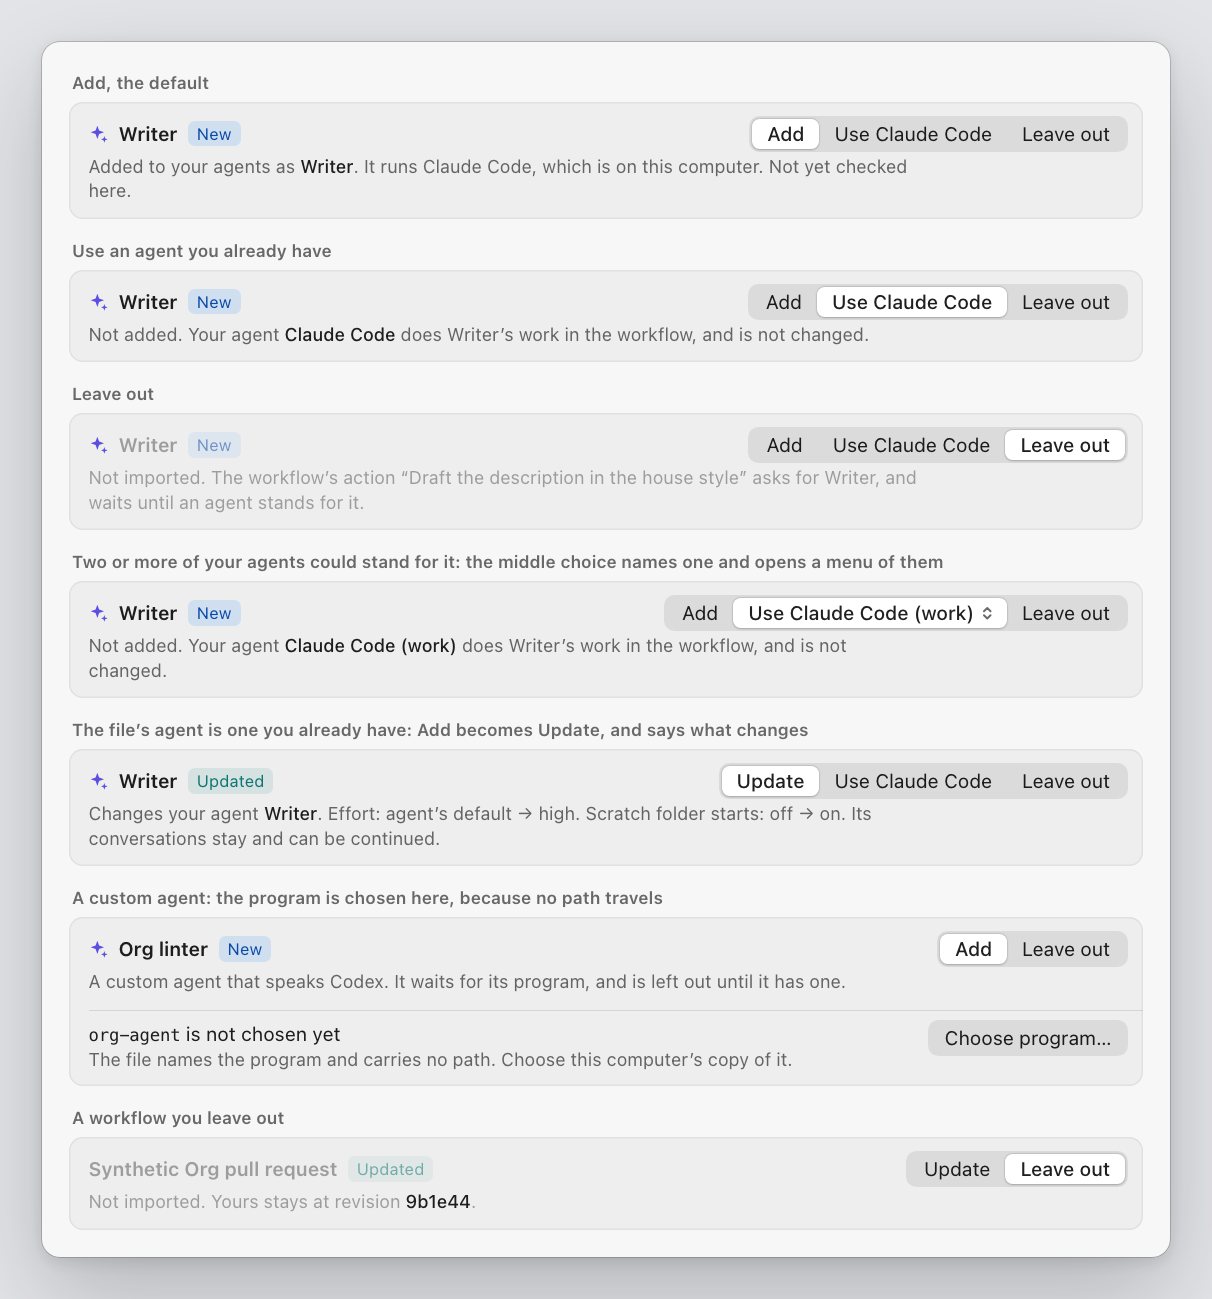 Add, the default
Writer New Add Use Claude Code Leave out
Added to your agents as Writer. It runs Claude Code, which is on this computer. Not yet checked
here.
Use an agent you already have
Writer New Add Use Claude Code Leave out
Not added. Your agent Claude Code does Writer’s work in the workflow, and is not changed.
Leave out
Writer New Add Use Claude Code Leave out
Not imported. The workflow’s action “Draft the description in the house style” asks for Writer, and
waits until an agent stands for it.
Two or more of your agents could stand for it: the middle choice names one and opens a menu of them
Writer New Add Use Claude Code (work) Leave out
Not added. Your agent Claude Code (work) does Writer’s work in the workflow, and is not
changed.
The file’s agent is one you already have: Add becomes Update, and says what changes
Writer Updated Update Use Claude Code Leave out
Changes your agent Writer. Effort: agent’s default → high. Scratch folder starts: off → on. Its
conversations stay and can be continued.
A custom agent: the program is chosen here, because no path travels
Org linter New Add Leave out
A custom agent that speaks Codex. It waits for its program, and is left out until it has one.
org-agent is not chosen yet Choose program…
The file names the program and carries no path. Choose this computer’s copy of it.
A workflow you leave out
Synthetic Org pull request Updated Update Leave out
Not imported. Yours stays at revision 9b1e44.